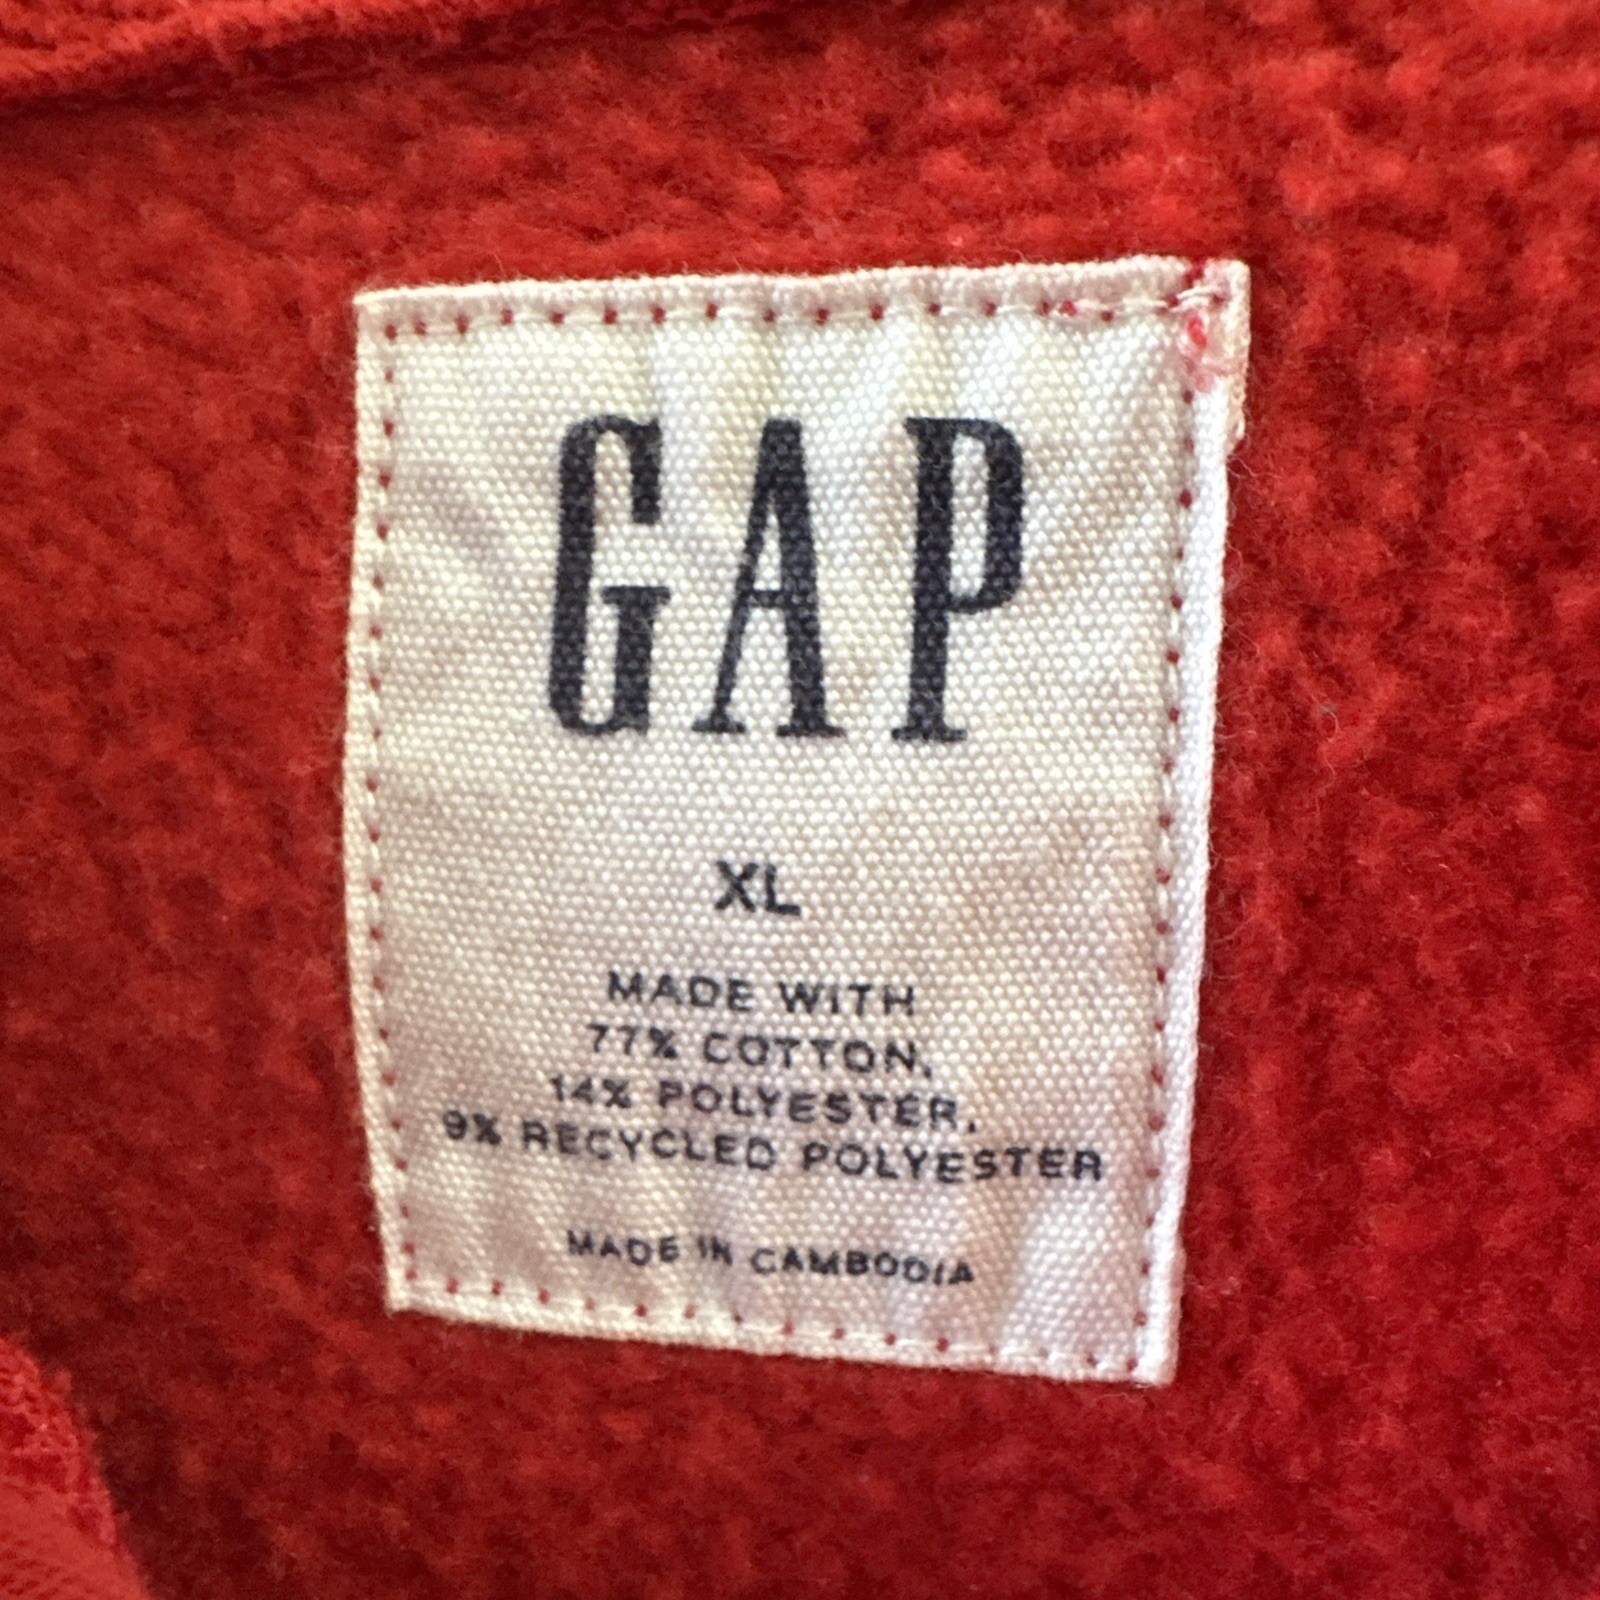 GAP
XL
MADE WITH
77% COTTON,
14% POLYESTER,
9% RECYCLED POLYESTER
MADE IN CAMBODIA